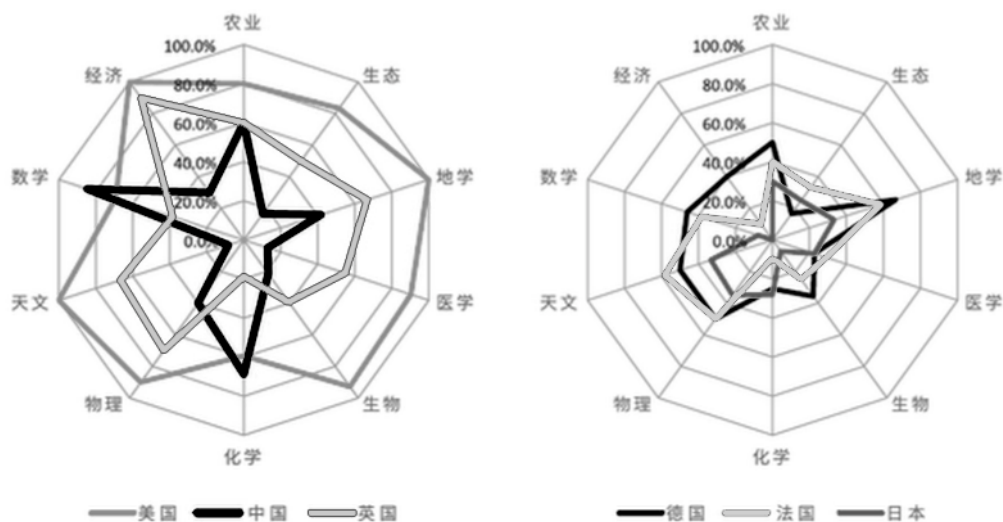 农业
100.0%
80.0%
60.0%
40.0%
20.0%
0.0%
生态
地学
医学
生物
化学
物理
天文
数学
经济
美国 中国 英国
农业
100.0%
80.0%
60.0%
40.0%
20.0%
0.0%
生态
地学
医学
生物
化学
物理
天文
数学
经济
德国 法国 日本